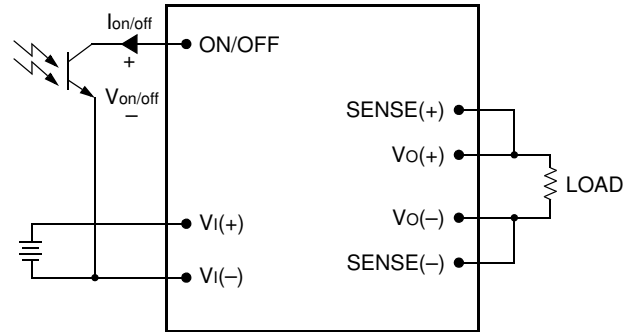 Ion/off
+
ON/OFF
Von/off
–
SENSE(+)
VO(+)
LOAD
VO(–)
VI(+)
SENSE(–)
VI(–)